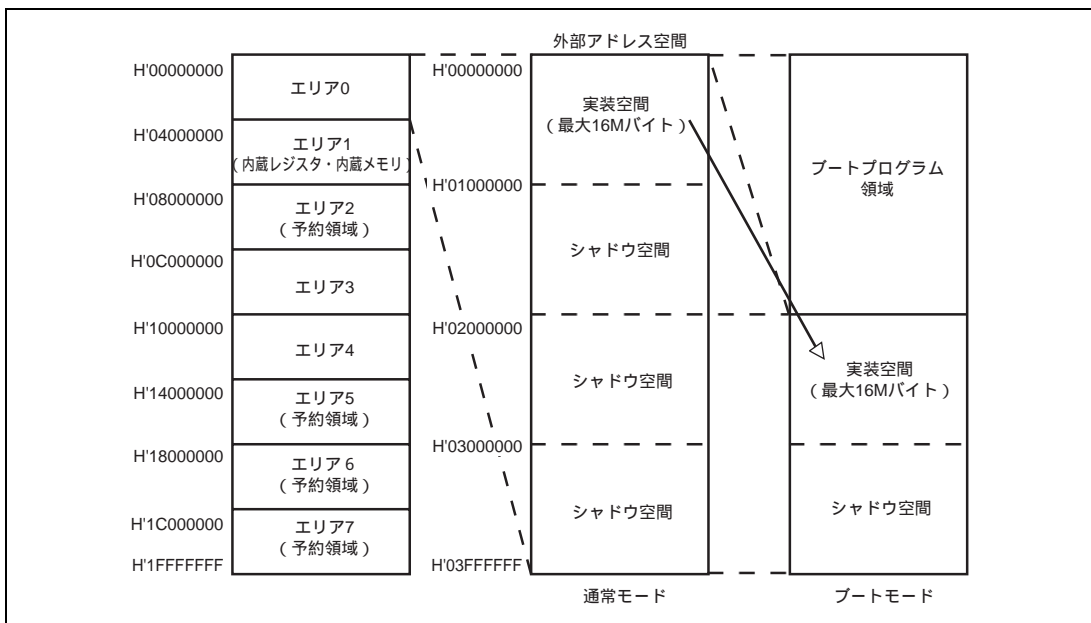 外部アドレス空間
H'00000000
エリア0
H'04000000
エリア1
(内蔵レジスタ・内蔵メモリ)
H'08000000
エリア2
(予約領域)
H'0C000000
エリア3
H'10000000
エリア4
H'14000000
エリア5
(予約領域)
H'18000000
エリア6
(予約領域)
H'1C000000
エリア7
(予約領域)
H'1FFFFFFF
H'00000000
実装空間
(最大16Mバイト)
H'01000000
シャドウ空間
H'02000000
シャドウ空間
H'03000000
シャドウ空間
H'03FFFFFF
通常モード
ブートプログラム
領域
実装空間
(最大16Mバイト)
シャドウ空間
ブートモード